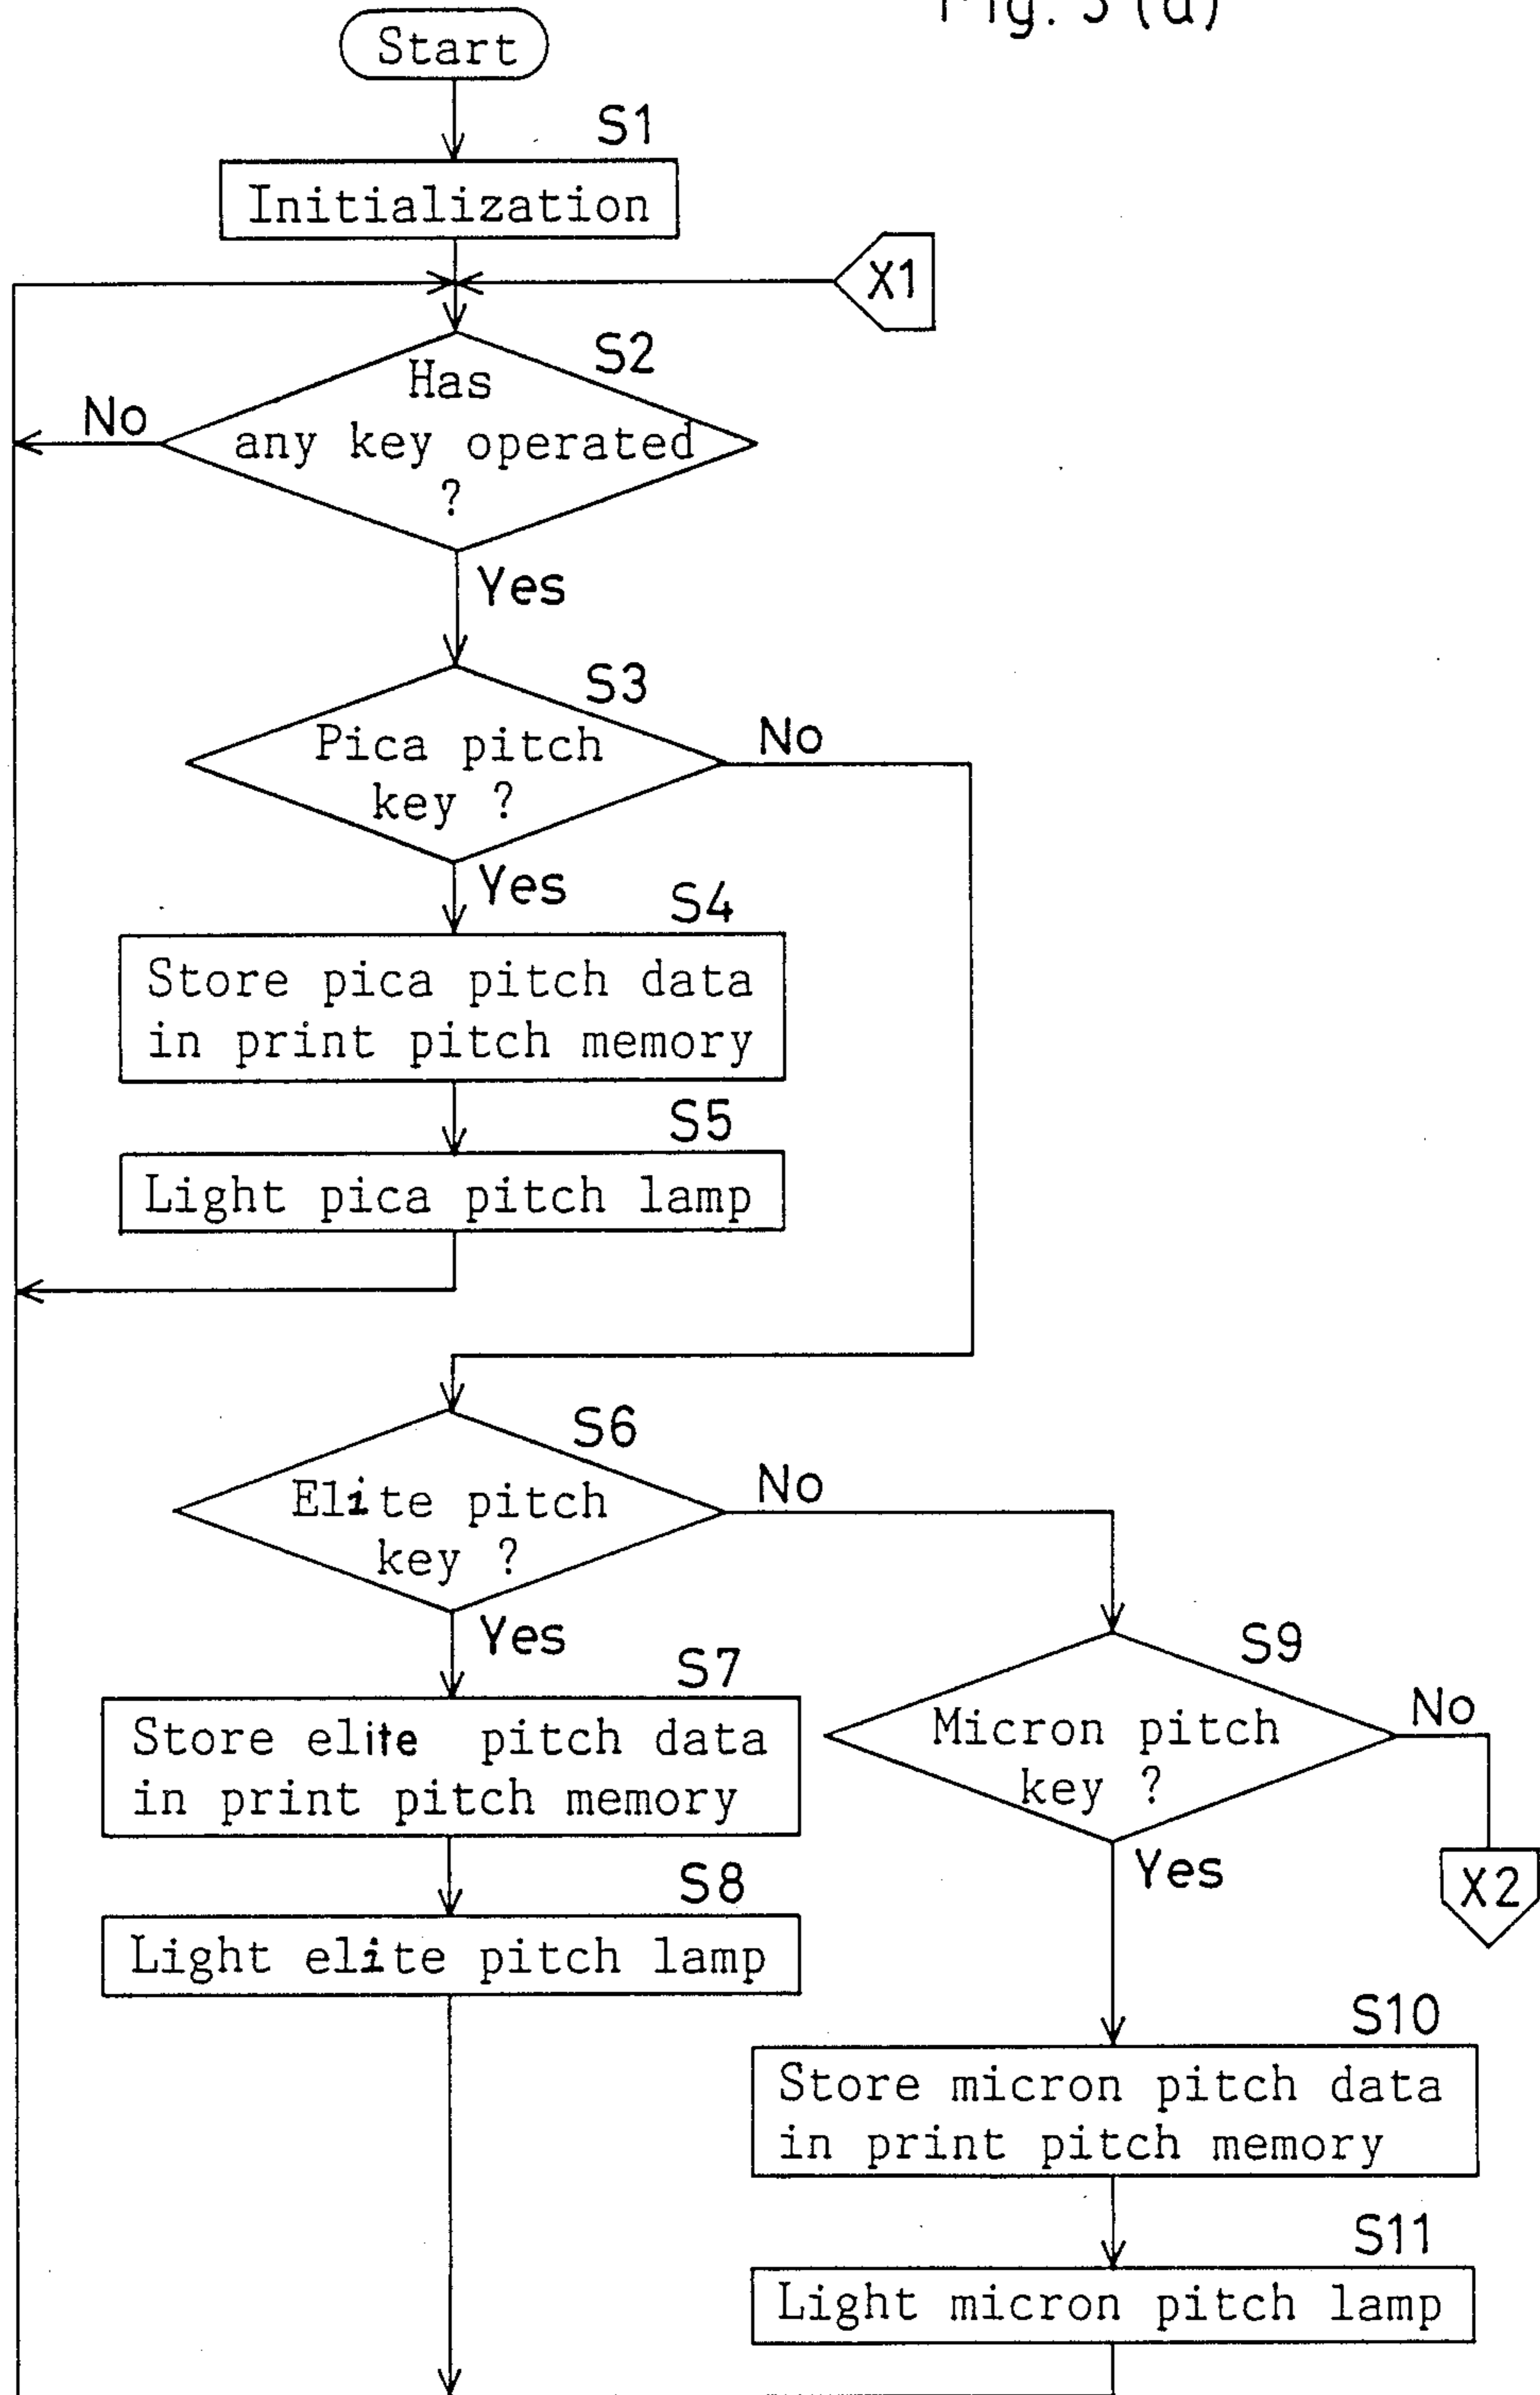 Fig. 3 (a)
Start
S1
Initialization
X1
S2
Has
any key operated
?
No
Yes
S3
Pica pitch
key ?
No
Yes
S4
Store pica pitch data
in print pitch memory
S5
Light pica pitch lamp
S6
Elite pitch
key ?
No
Yes
S7
Store elite pitch data
in print pitch memory
S8
Light elite pitch lamp
S9
Micron pitch
key ?
No
Yes
X2
S10
Store micron pitch data
in print pitch memory
S11
Light micron pitch lamp